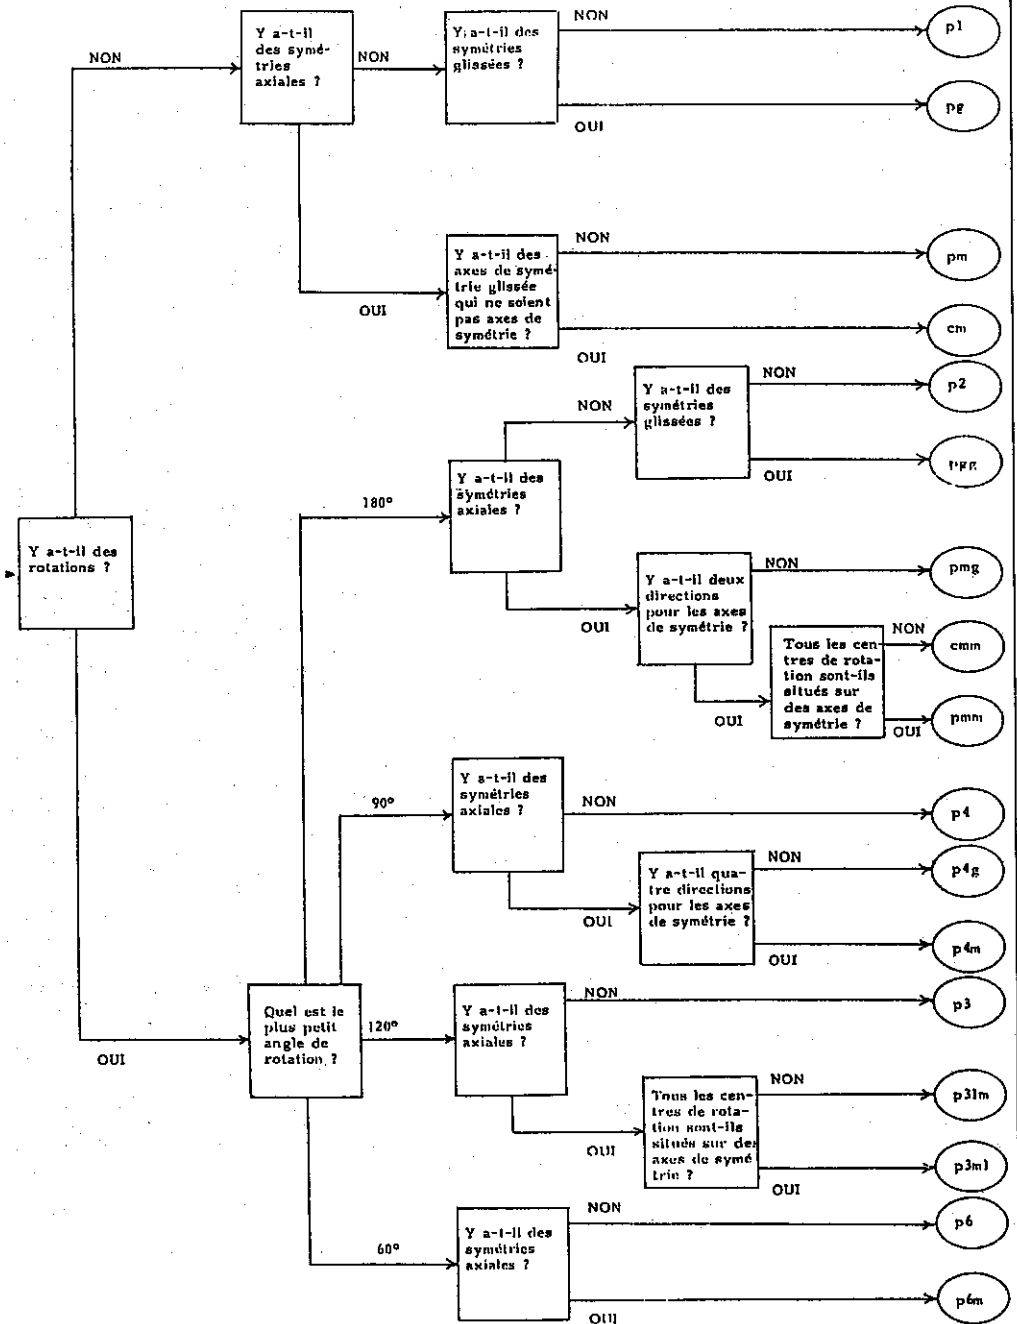 NON
Y a-t-il
des symé-
tries
axiales ?
NON
Y a-t-il des
symétries
glissées ?
NON
p1
OUI
pg
OUI
Y a-t-il des
axes de symé-
trie glissée
qui ne soient
pas axes de
symétrie ?
NON
pm
OUI
cm
Y a-t-il des
rotations ?
OUI
Quel est le
plus petit
angle de
rotation ?
180°
Y a-t-il des
symétries
axiales ?
NON
Y a-t-il des
symétries
glissées ?
NON
p2
OUI
pgg
OUI
Y a-t-il deux
directions
pour les axes
de symétrie ?
NON
pmg
OUI
Tous les cen-
tres de rota-
tion sont-ils
situés sur
des axes de
symétrie ?
NON
cmm
OUI
pmm
90°
Y a-t-il des
symétries
axiales ?
NON
p4
OUI
Y a-t-il qua-
tre directions
pour les axes
de symétrie ?
NON
p4g
OUI
p4m
120°
Y a-t-il des
symétries
axiales ?
NON
p3
OUI
Tous les cen-
tres de rota-
tion sont-ils
situés sur des
axes de symé
trie ?
NON
p31m
OUI
p3m1
60°
Y a-t-il des
symétries
axiales ?
NON
p6
OUI
p6m